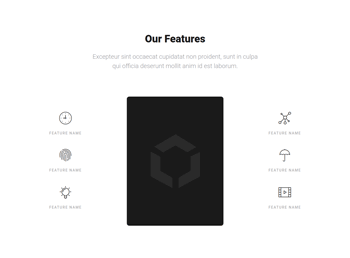 Our Features
Excepteur sint occaecat cupidatat non proident, sunt in culpa
qui officia deserunt mollit anim id est laborum.
FEATURE NAME
FEATURE NAME
FEATURE NAME
FEATURE NAME
FEATURE NAME
FEATURE NAME